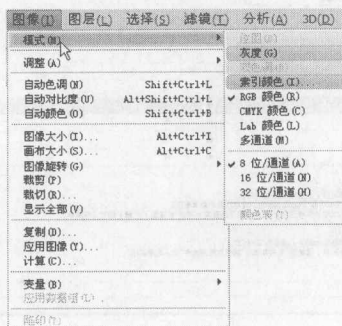 图像(I) 图层(L) 选择(S) 滤镜(T) 分析(A) 3D(D)
模式(M)
调整(A)
自动色调(N) Shift+Ctrl+L
自动对比度(U) Alt+Shift+Ctrl+L
自动颜色(O) Shift+Ctrl+B
图像大小(I)... Alt+Ctrl+I
画布大小(S)... Alt+Ctrl+C
图像旋转(G)
裁剪(P)
裁切(R)...
显示全部(V)
复制(D)...
应用图像(Y)...
计算(C)...
变量(B)
应用数据组(L)...
陷印(T)...
位图(B)
灰度(G)
双色调(D)
索引颜色(I)...
RGB 颜色(R)
CMYK 颜色(C)
Lab 颜色(L)
多通道(M)
8 位/通道(A)
16 位/通道(N)
32 位/通道(H)
颜色表(T)